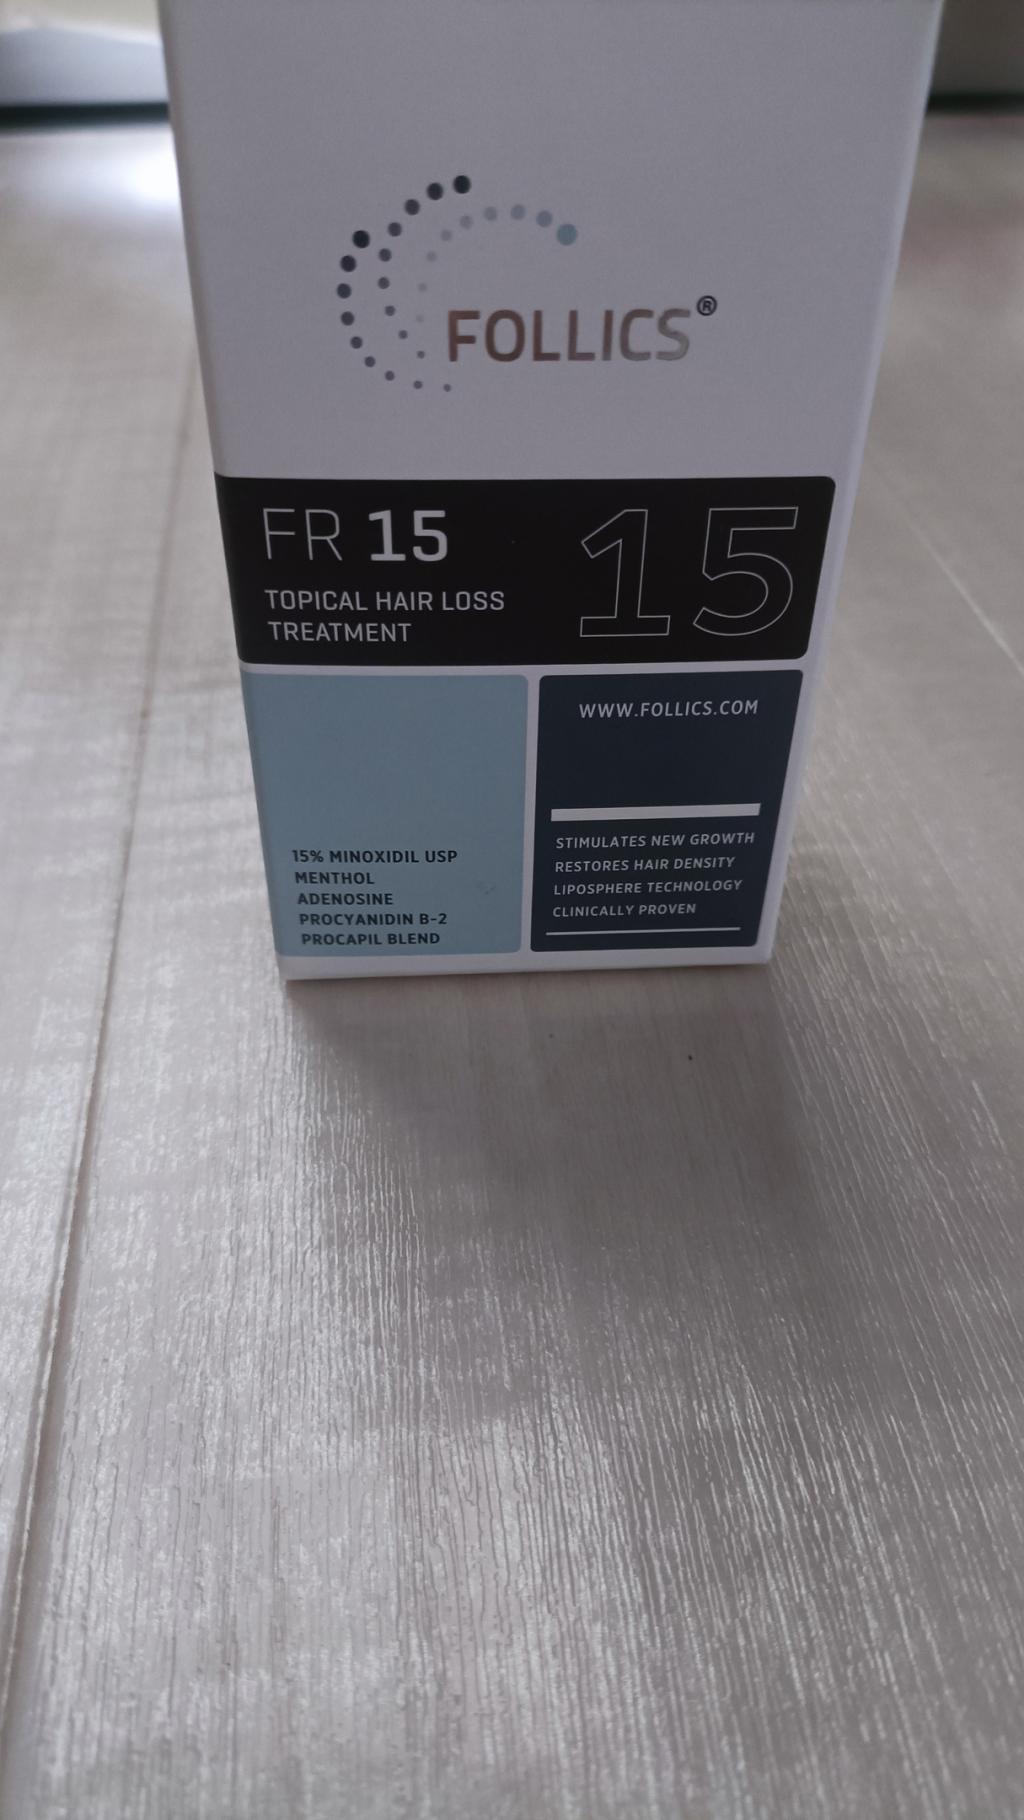 FOLLICS®
FR 15
15
TOPICAL HAIR LOSS
TREATMENT
15% MINOXIDIL USP
MENTHOL
ADENOSINE
PROCYANIDIN B-2
PROCAPIL BLEND
WWW.FOLLICS.COM
STIMULATES NEW GROWTH
RESTORES HAIR DENSITY
LIPOSPHERE TECHNOLOGY
CLINICALLY PROVEN